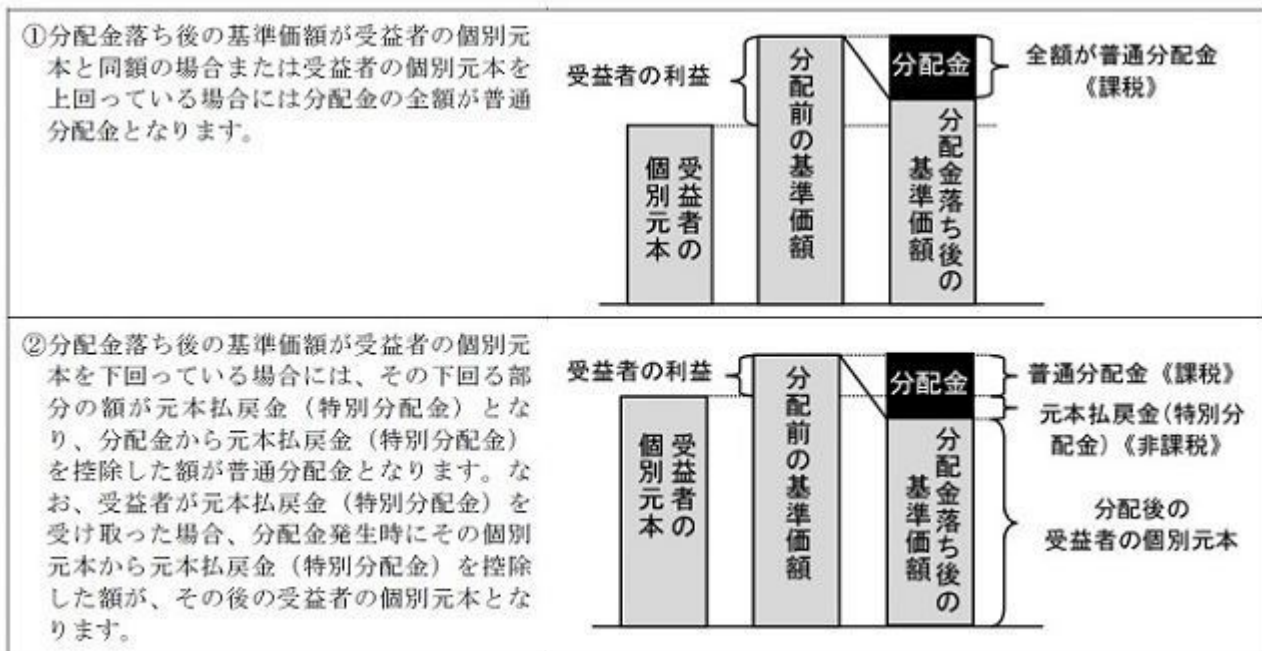 ①分配金落ち後の基準価額が受益者の個別元
本と同額の場合または受益者の個別元本を
上回っている場合には分配金の全額が普通
分配金となります。
受益者の利益
受益者の
個別元本
分配前の基準価額
分配金
分配金落ち後の
基準価額
全額が普通分配金
《課税》
②分配金落ち後の基準価額が受益者の個別元
本を下回っている場合には、その下回る部
分の額が元本払戻金（特別分配金）とな
り、分配金から元本払戻金（特別分配金）
を控除した額が普通分配金となります。な
お、受益者が元本払戻金（特別分配金）を
受け取った場合、分配金発生時にその個別
元本から元本払戻金（特別分配金）を控除
した額が、その後の受益者の個別元本とな
ります。
受益者の利益
受益者の
個別元本
分配前の基準価額
分配金
分配金落ち後の
基準価額
普通分配金《課税》
元本払戻金（特別分
配金）《非課税》
分配後の
受益者の個別元本